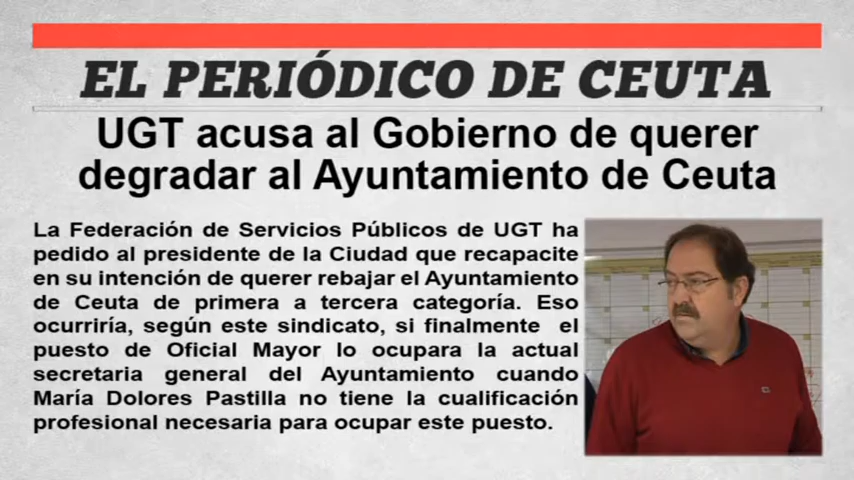 EL PERIÓDICO DE CEUTA
UGT acusa al Gobierno de querer
degradar al Ayuntamiento de Ceuta
La Federación de Servicios Públicos de UGT ha
pedido al presidente de la Ciudad que recapacite
en su intención de querer rebajar el Ayuntamiento
de Ceuta de primera a tercera categoría. Eso
ocurriría, según este sindicato, si finalmente el
puesto de Oficial Mayor lo ocupara la actual
secretaria general del Ayuntamiento cuando
María Dolores Pastilla no tiene la cualificación
profesional necesaria para ocupar este puesto.